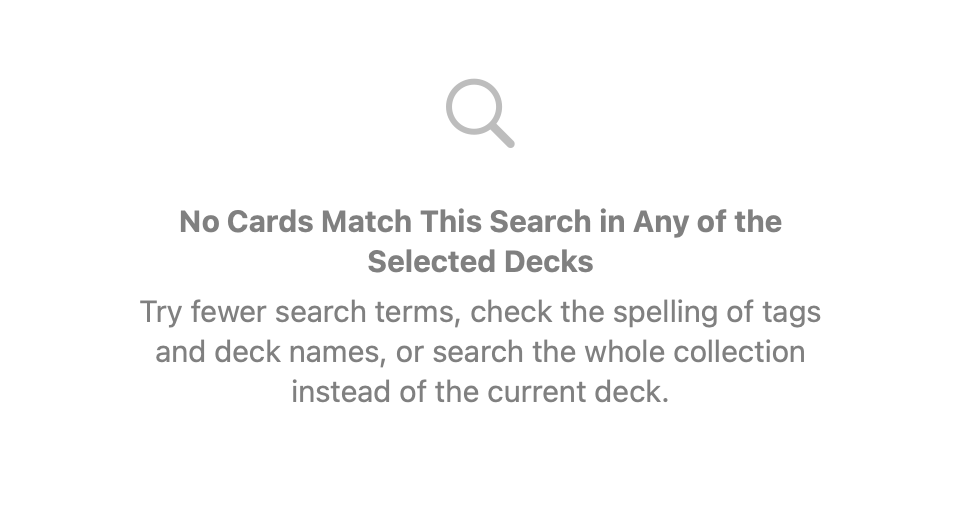 No Cards Match This Search in Any of the
Selected Decks
Try fewer search terms, check the spelling of tags
and deck names, or search the whole collection
instead of the current deck.